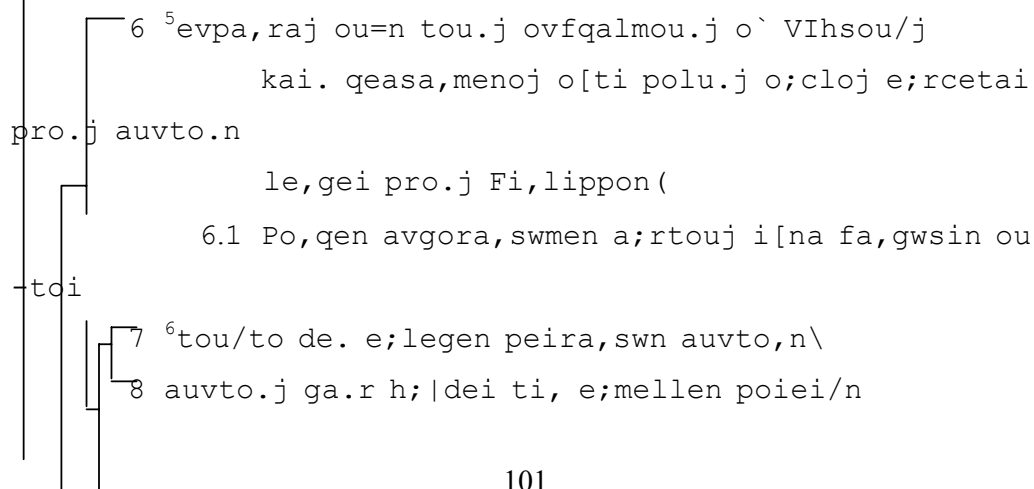 6 ⁵evpa,raj ou=n tou.j ovfqalmou.j o` VIhsou/j
kai. qeasa,menoj o[ti polu.j o;cloj e;rcetai
pro.j auvto.n
le,gei pro.j Fi,lippon(
6.1 Po,qen avgora,swmen a;rtouj i[na fa,gwsin ou
-toi
7 ⁶tou/to de. e;legen peira,swn auvto,n\
8 auvto.j ga.r h;|dei ti, e;mellen poiei/n
101